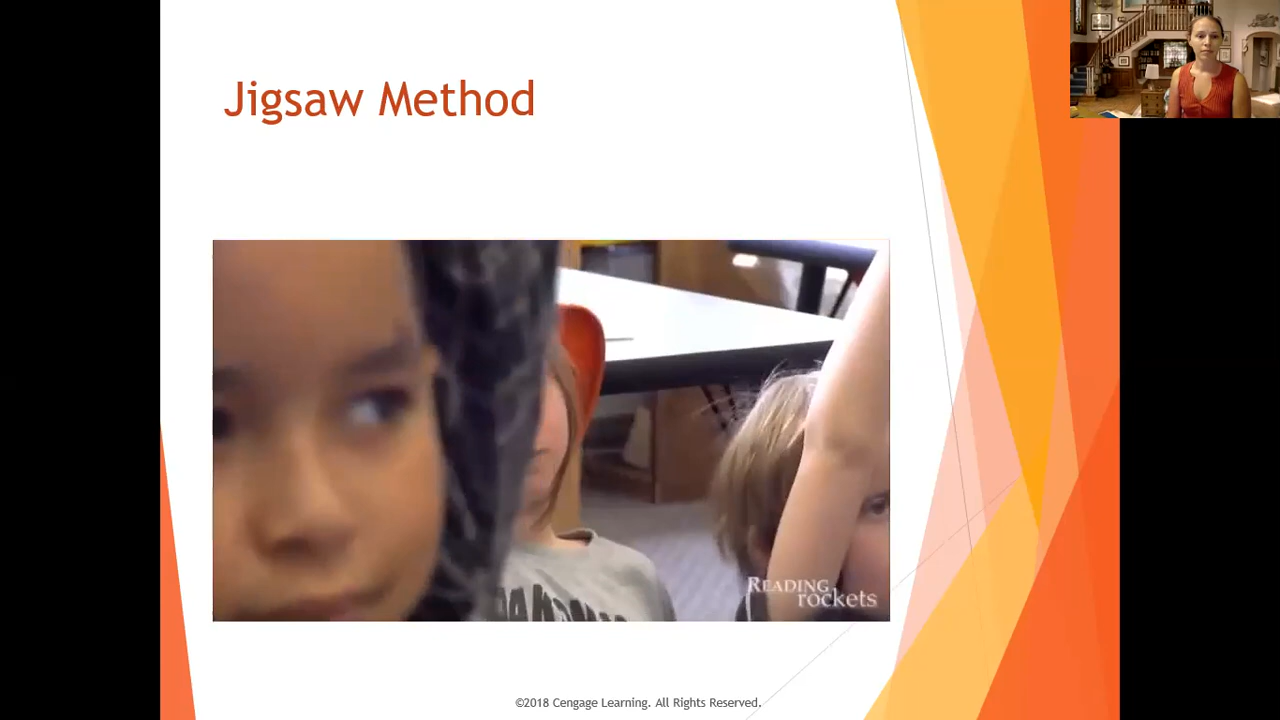 Jigsaw Method
READING
rockets
©2018 Cengage Learning. All Rights Reserved.